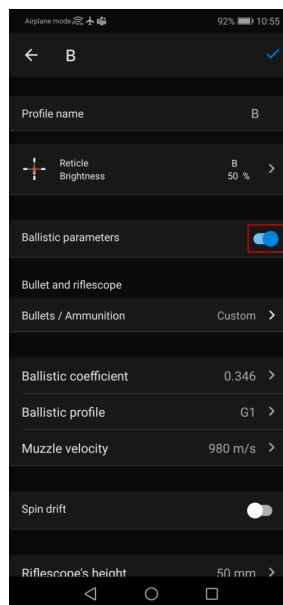 Airplane mode 92% 10:55
B
Profile name B
Reticle B
Brightness 50 %
Ballistic parameters
Bullet and riflescope
Bullets / Ammunition Custom
Ballistic coefficient 0.346
Ballistic profile G1
Muzzle velocity 980 m/s
Spin drift
Riflescope's height 50 mm